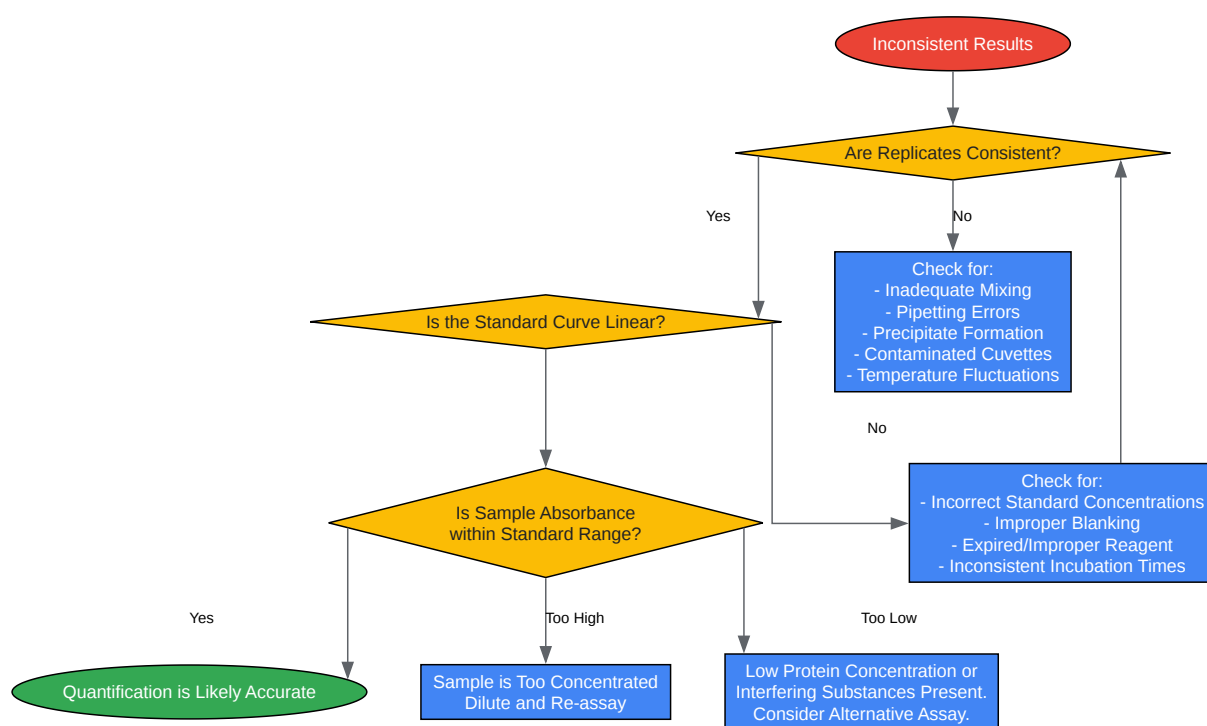 Inconsistent Results
Are Replicates Consistent?
Yes
No
Check for:
- Inadequate Mixing
- Pipetting Errors
- Precipitate Formation
- Contaminated Cuvettes
- Temperature Fluctuations
Is the Standard Curve Linear?
No
Check for:
- Incorrect Standard Concentrations
- Improper Blanking
- Expired/Improper Reagent
- Inconsistent Incubation Times
Is Sample Absorbance
within Standard Range?
Yes
Too High
Too Low
Quantification is Likely Accurate
Sample is Too Concentrated
Dilute and Re-assay
Low Protein Concentration or
Interfering Substances Present.
Consider Alternative Assay.